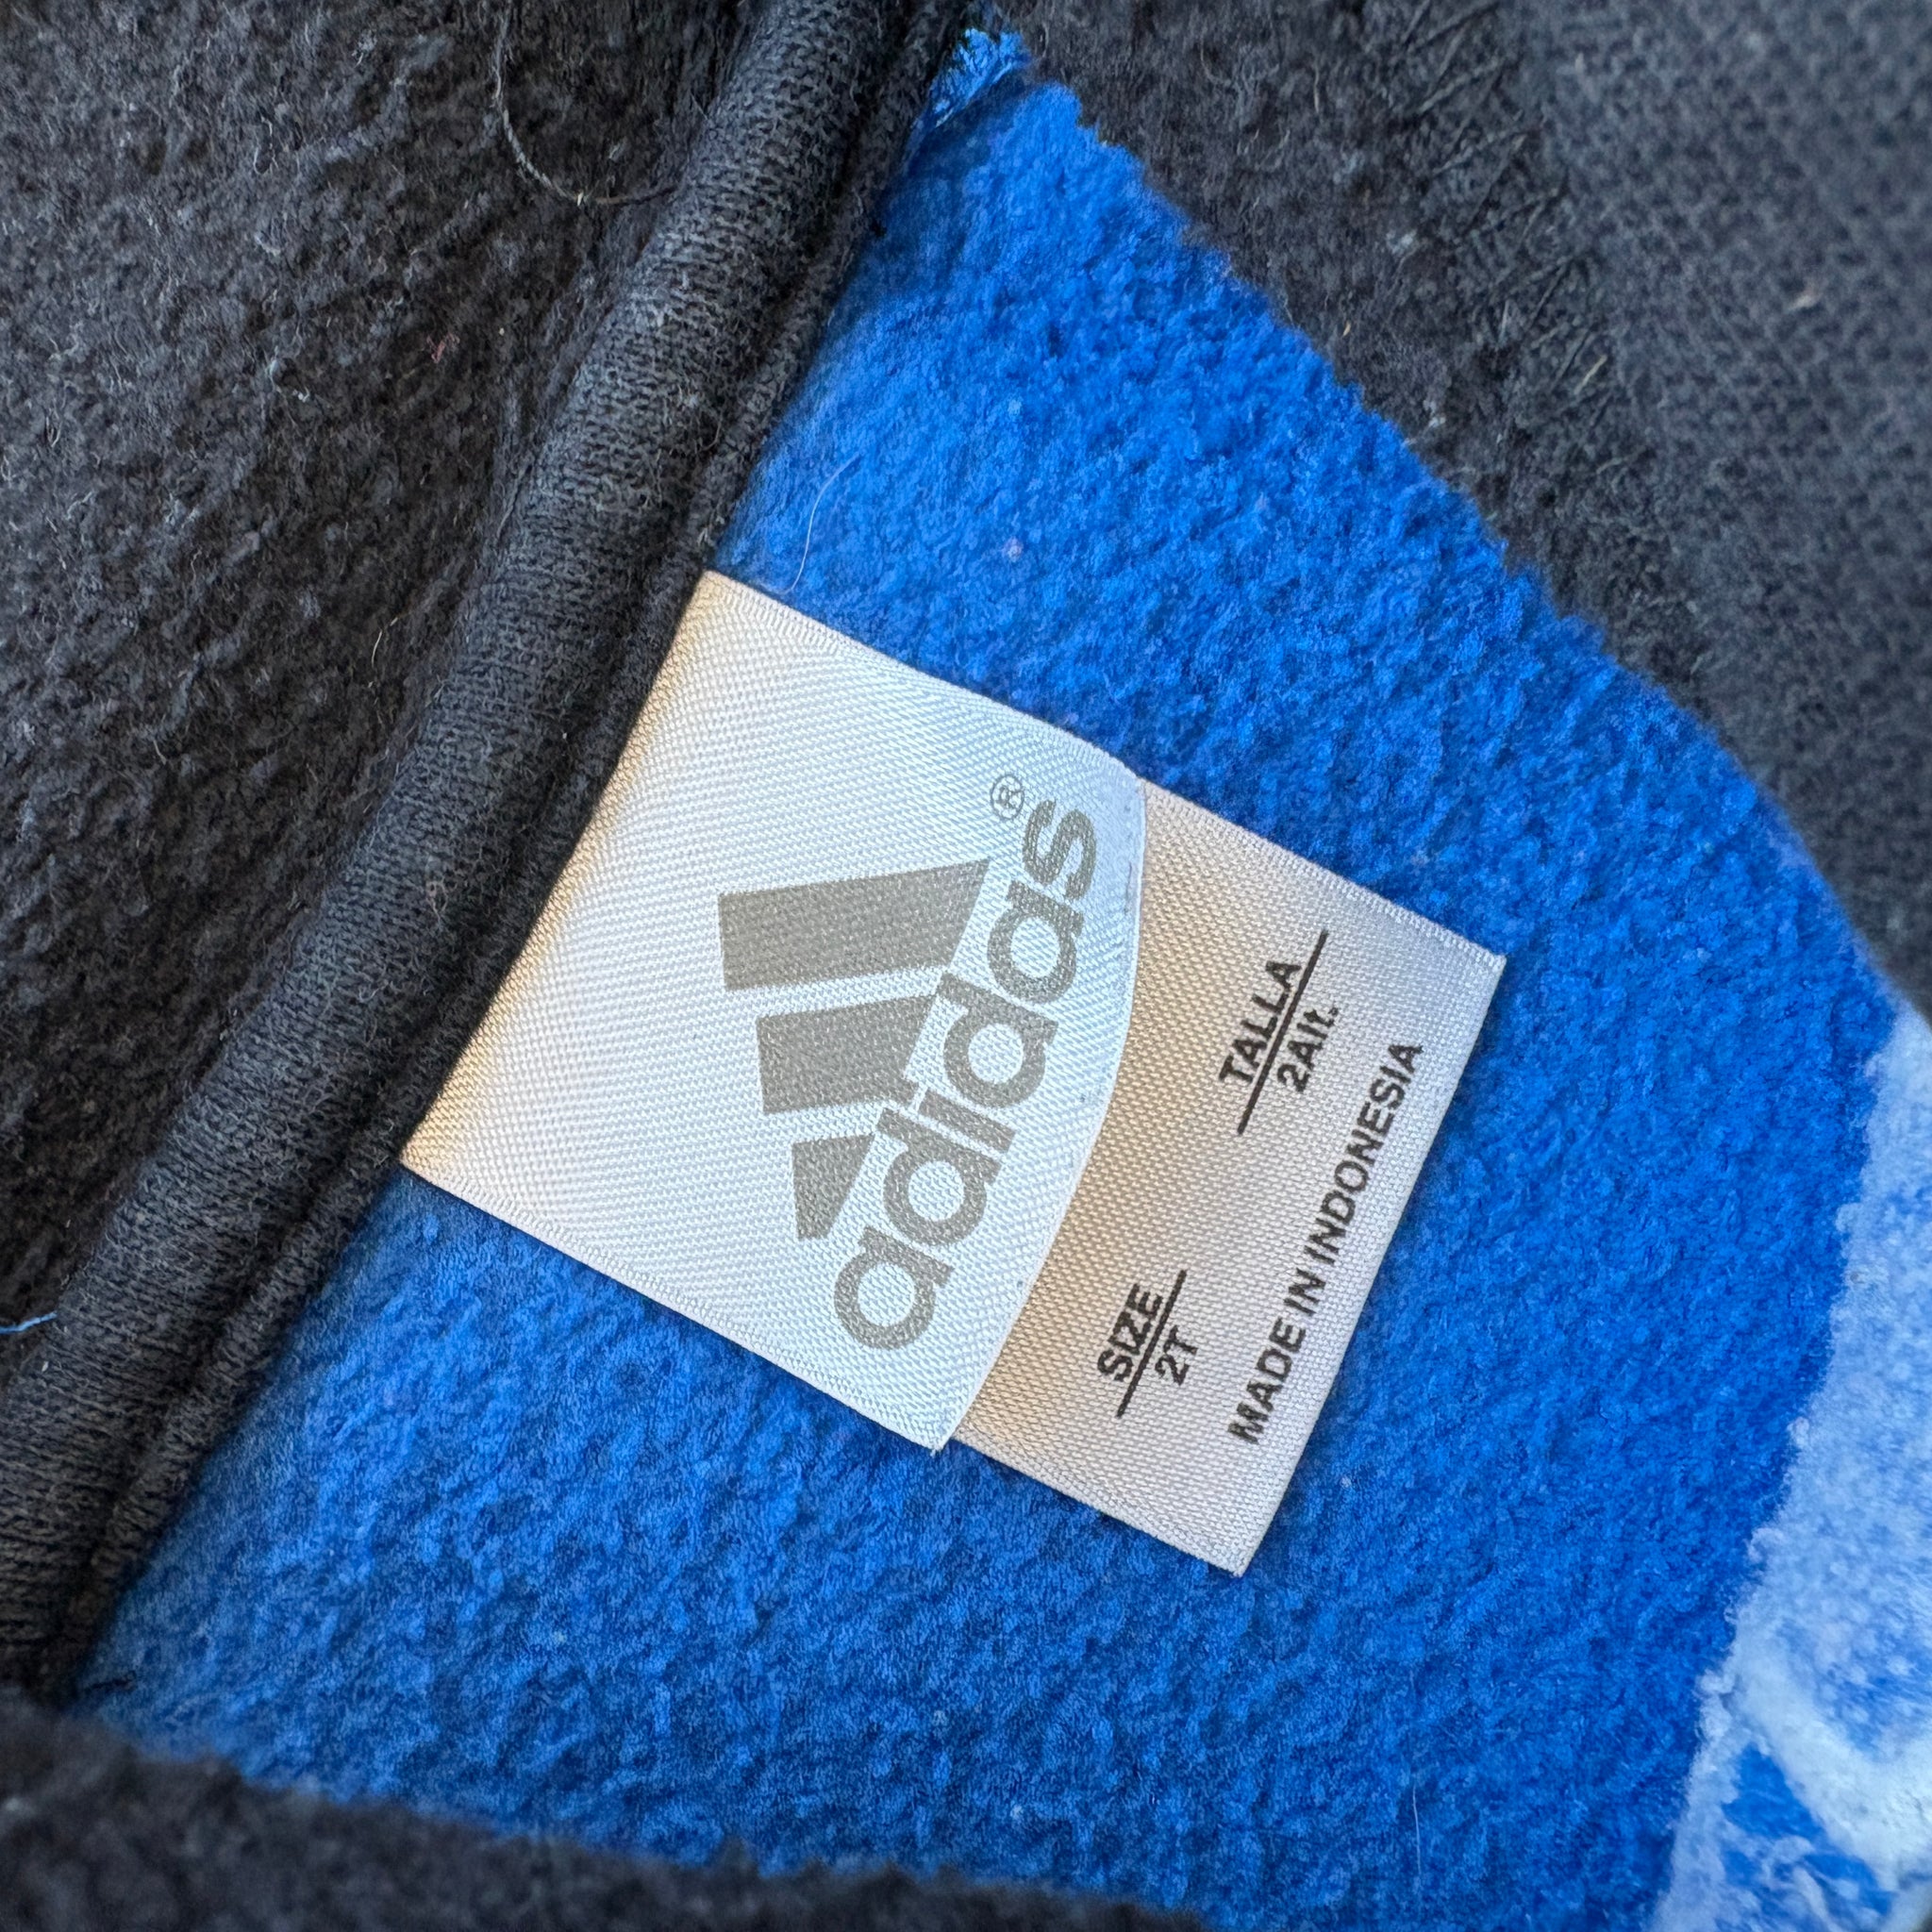 adidas®
SIZE
2T
TALLA
2Alt.
MADE IN INDONESIA